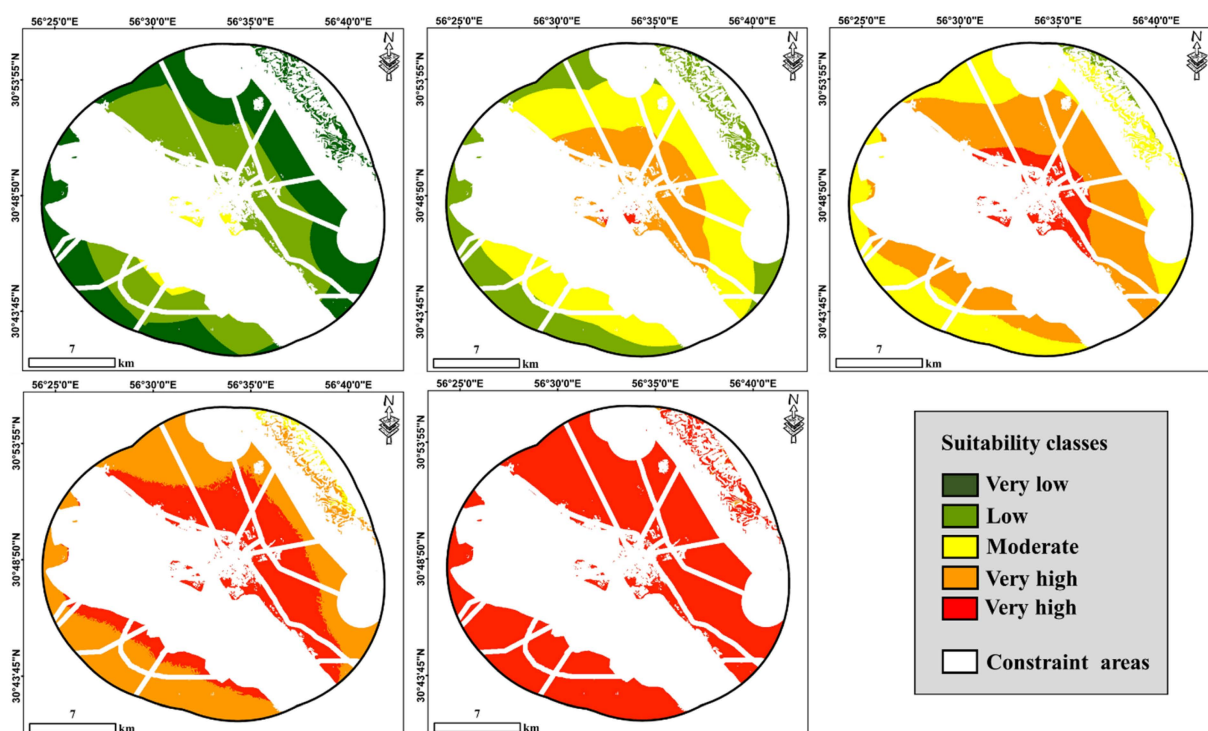 56°25'0"E 56°30'0"E 56°35'0"E 56°40'0"E 56°25'0"E 56°30'0"E 56°35'0"E 56°40'0"E 56°25'0"E 56°30'0"E 56°35'0"E 56°40'0"E
N N N
30°53'55"N 30°53'55"N 30°53'55"N
30°48'50"N 30°48'50"N 30°48'50"N
30°43'45"N 30°43'45"N 30°43'45"N
7 7 7
km km km
56°25'0"E 56°30'0"E 56°35'0"E 56°40'0"E 56°25'0"E 56°30'0"E 56°35'0"E 56°40'0"E
N N
30°53'55"N 30°53'55"N
30°48'50"N 30°48'50"N
30°43'45"N 30°43'45"N
7 7
km km
Suitability classes
Very low
Low
Moderate
Very high
Very high
Constraint areas